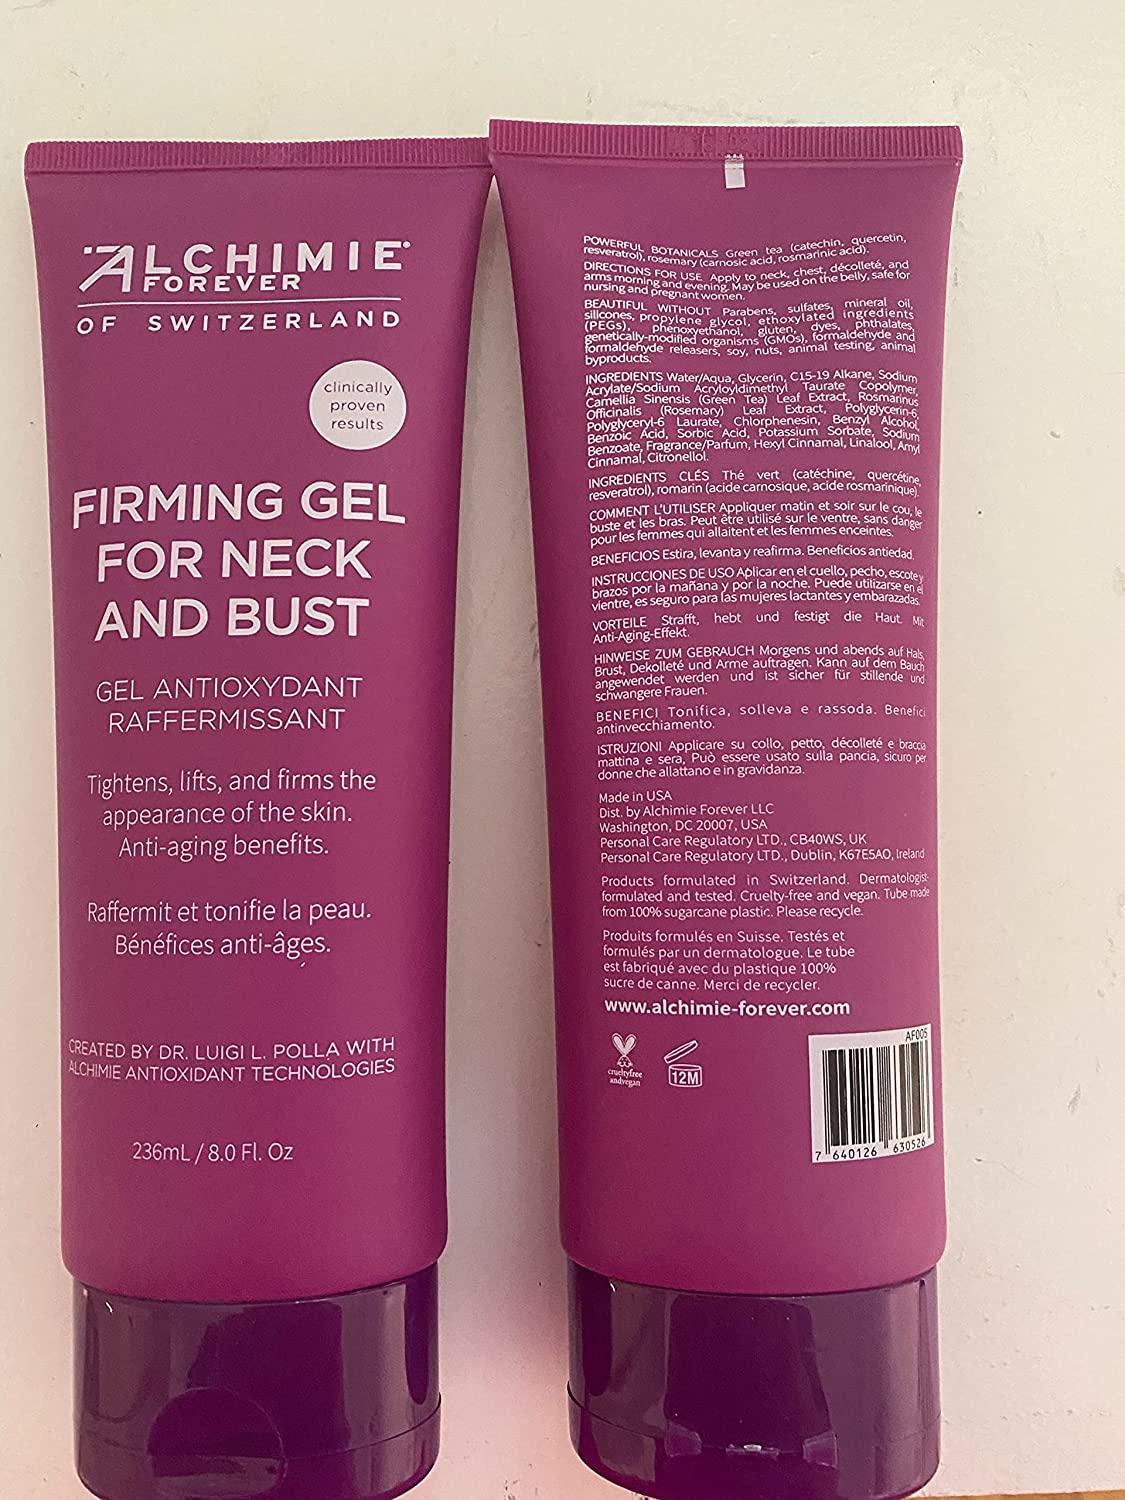 ALCHIMIE®
FOREVER
OF SWITZERLAND
clinically
proven
results
FIRMING GEL
FOR NECK
AND BUST
GEL ANTIOXYDANT
RAFFERMISSANT
Tightens, lifts, and firms the
appearance of the skin.
Anti-aging benefits.
Raffermit et tonifie la peau.
Bénéfices anti-âges.
CREATED BY DR. LUIGI L. POLLA WITH
ALCHIMIE ANTIOXIDANT TECHNOLOGIES
236mL / 8.0 Fl. Oz
POWERFUL BOTANICALS Green tea (catechin, quercetin,
resveratrol), rosemary (carnosic acid, rosmarinic acid).
DIRECTIONS FOR USE Apply to neck, chest, décolleté, and
arms morning and evening. May be used on the belly, safe for
nursing and pregnant women.
BEAUTIFUL WITHOUT Parabens, sulfates, mineral oil,
silicones, propylene glycol, ethoxylated ingredients
(PEGs), phenoxyethanol, gluten, dyes, phthalates,
genetically-modified organisms (GMOs), formaldehyde and
formaldehyde releasers, soy, nuts, animal testing, animal
byproducts.
INGREDIENTS Water/Aqua, Glycerin, C15-19 Alkane, Sodium
Acrylate/Sodium Acryloyldimethyl Taurate Copolymer,
Camellia Sinensis (Green Tea) Leaf Extract, Rosmarinus
Officinalis (Rosemary) Leaf Extract, Polyglycerin-6,
Polyglyceryl-6 Laurate, Chlorphenesin, Benzyl Alcohol,
Benzoic Acid, Sorbic Acid, Potassium Sorbate, Sodium
Benzoate, Fragrance/Parfum, Hexyl Cinnamal, Linalool, Amyl
Cinnamal, Citronellol.
INGREDIENTS CLÉS Thé vert (catéchine, quercétine,
resveratrol), romarin (acide carnosique, acide rosmarinique).
COMMENT L'UTILISER Appliquer matin et soir sur le cou, le
buste et les bras. Peut être utilisé sur le ventre, sans danger
pour les femmes qui allaitent et les femmes enceintes.
BENEFICIOS Estira, levanta y reafirma. Beneficios antiedad.
INSTRUCCIONES DE USO Aplicar en el cuello, pecho, escote y
brazos por la mañana y por la noche. Puede utilizarse en el
vientre, es seguro para las mujeres lactantes y embarazadas.
VORTEILE Strafft, hebt und festigt die Haut. Mit
Anti-Aging-Effekt.
HINWEISE ZUM GEBRAUCH Morgens und abends auf Hals,
Brust, Dekolleté und Arme auftragen. Kann auf dem Bauch
angewendet werden und ist sicher für stillende und
schwangere Frauen.
BENEFICI Tonifica, solleva e rassoda. Benefici
antinvecchiamento.
ISTRUZIONI Applicare su collo, petto, décolleté e braccia
mattina e sera, Può essere usato sulla pancia, sicuro per
donne che allattano e in gravidanza.
Made in USA
Dist. by Alchimie Forever LLC
Washington, DC 20007, USA
Personal Care Regulatory LTD., CB40WS, UK
Personal Care Regulatory LTD., Dublin, K67E5A0, Ireland
Products formulated in Switzerland. Dermatologist-
formulated and tested. Cruelty-free and vegan. Tube made
from 100% sugarcane plastic. Please recycle.
Produits formulés en Suisse. Testés et
formulés par un dermatologue. Le tube
est fabriqué avec du plastique 100%
sucre de canne. Merci de recycler.
www.alchimie-forever.com
crueltyfree
andvegan
12M
AF005
7 640126 630526